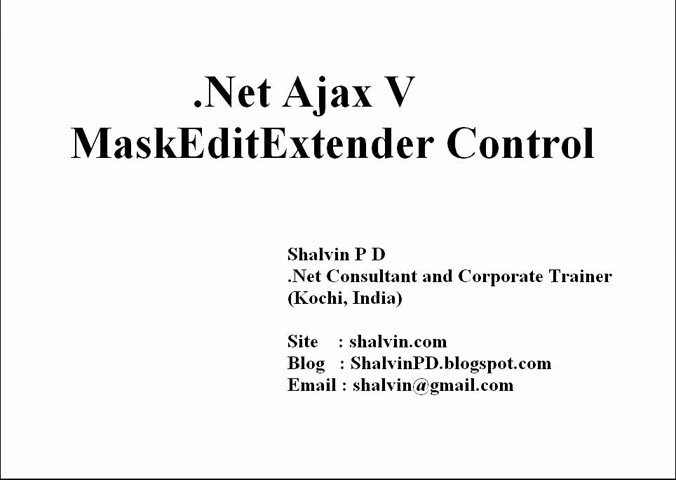 .Net Ajax V
MaskEditExtender Control
Shalvin P D
.Net Consultant and Corporate Trainer
(Kochi, India)
Site : shalvin.com
Blog : ShalvinPD.blogspot.com
Email : shalvin@gmail.com